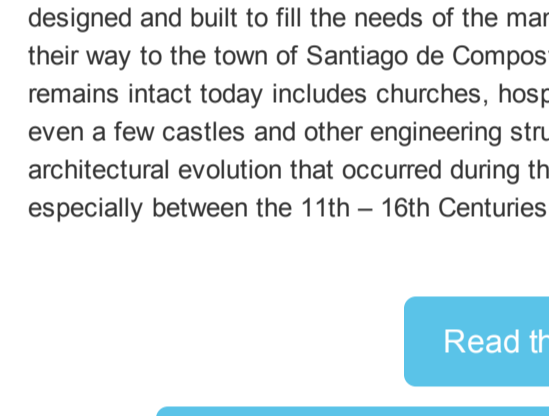 designed and built to fill the needs of the
their way to the town of Santiago de
remains intact today includes churches,
even a few castles and other engineering
architectural evolution that occurred during
especially between the 11th – 16th Centuries
Read